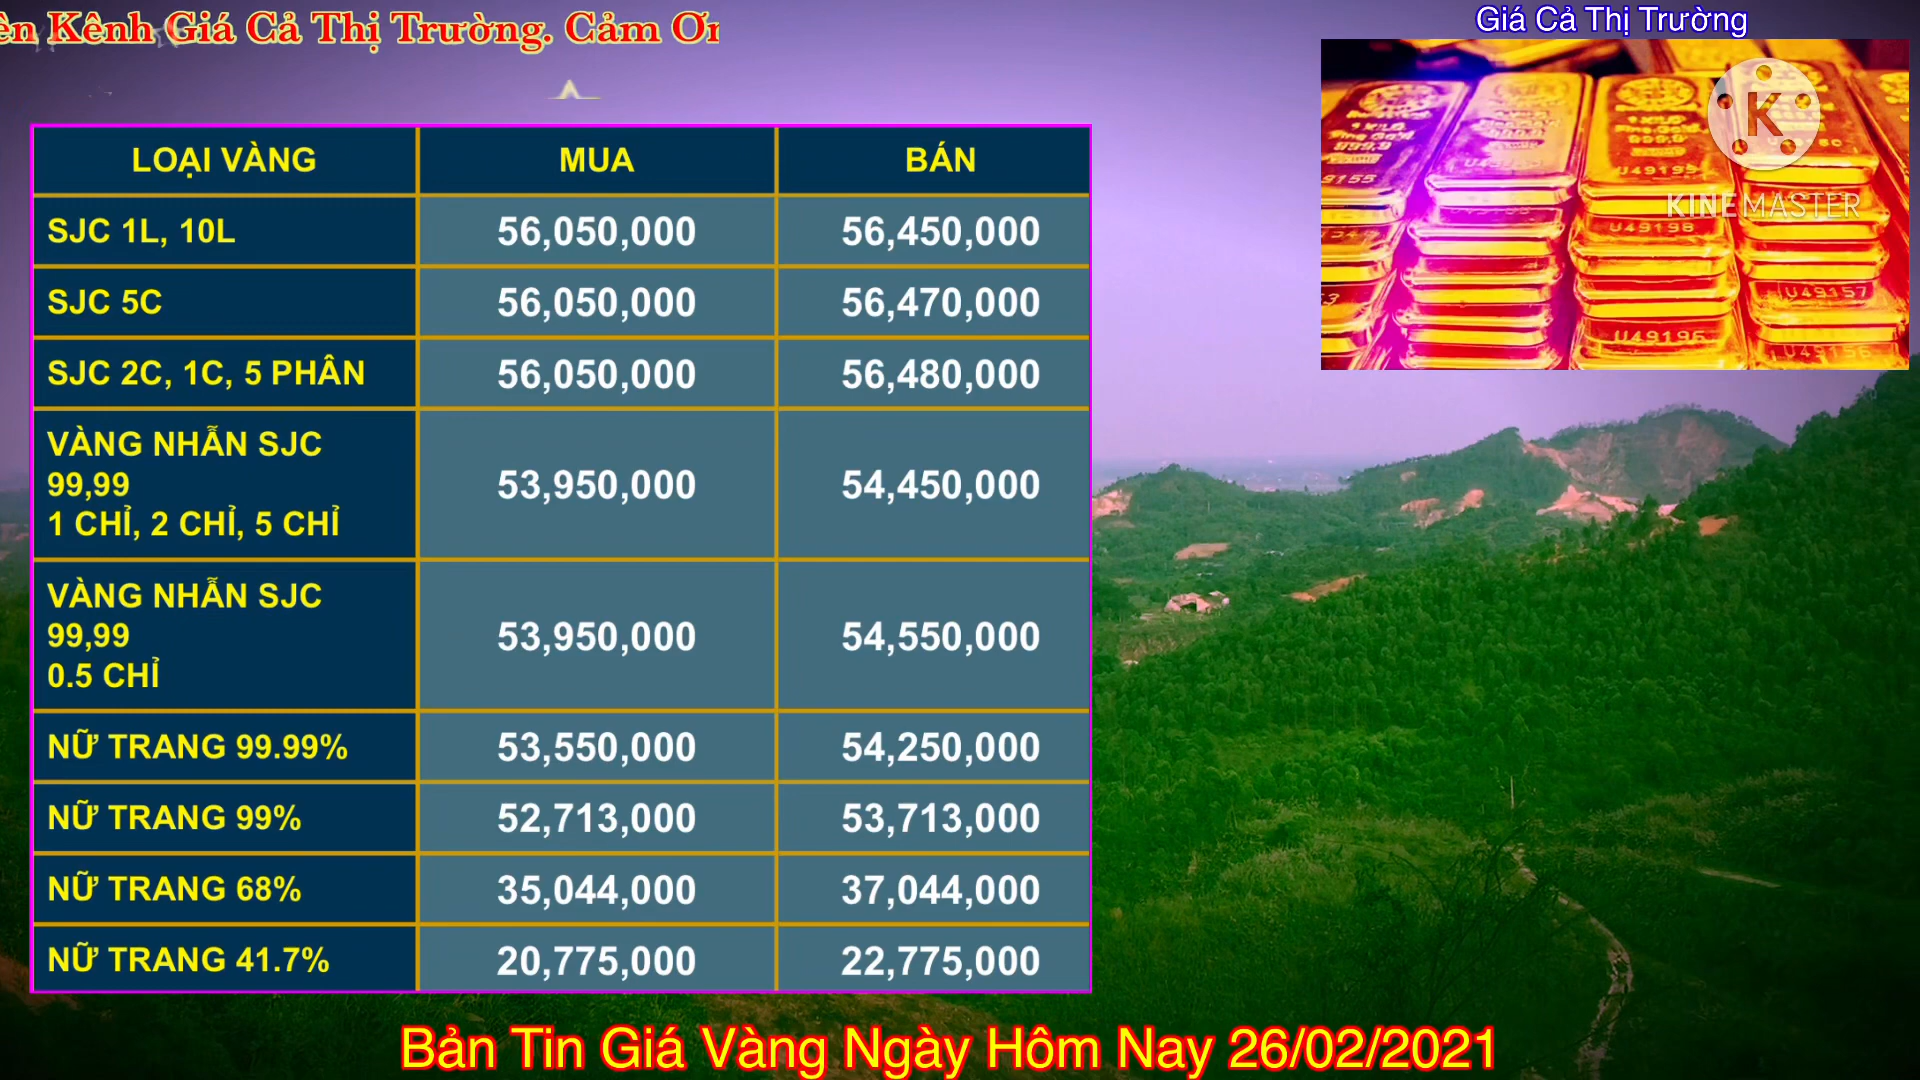 Kênh Giá Cả Thị Trường. Cảm Ơn
Giá Cả Thị Trường
K
KINEMASTER
LOẠI VÀNG MUA BÁN
SJC 1L, 10L 56,050,000 56,450,000
SJC 5C 56,050,000 56,470,000
SJC 2C, 1C, 5 PHÂN 56,050,000 56,480,000
VÀNG NHẪN SJC
99,99
1 CHỈ, 2 CHỈ, 5 CHỈ 53,950,000 54,450,000
VÀNG NHẪN SJC
99,99
0.5 CHỈ 53,950,000 54,550,000
NỮ TRANG 99.99% 53,550,000 54,250,000
NỮ TRANG 99% 52,713,000 53,713,000
NỮ TRANG 68% 35,044,000 37,044,000
NỮ TRANG 41.7% 20,775,000 22,775,000
U49198
U49157
U49196
U49156
Bản Tin Giá Vàng Ngày Hôm Nay 26/02/2021